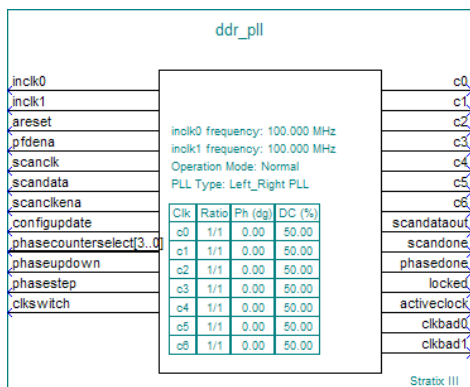 ddr_pll
inclk0
inclk1
areset
pfdena
scanclk
scandata
scanclkena
configupdate
phasecounterselect[3..0]
phaseupdown
phasestep
clkswitch
inclk0 frequency: 100.000 MHz
inclk1 frequency: 100.000 MHz
Operation Mode: Normal
PLL Type: Left_Right PLL
Clk Ratio Ph (dg) DC (%)
c0 1/1 0.00 50.00
c1 1/1 0.00 50.00
c2 1/1 0.00 50.00
c3 1/1 0.00 50.00
c4 1/1 0.00 50.00
c5 1/1 0.00 50.00
c6 1/1 0.00 50.00
c0
c1
c2
c3
c4
c5
c6
scandataout
scandone
phasedone
locked
activeclock
clkbad0
clkbad1
Stratix III